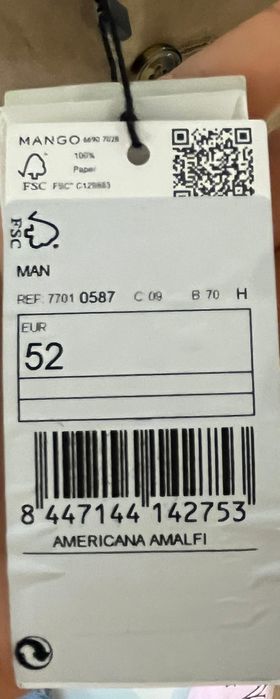 MANGO 6690 7028
100%
Paper
FSC FSC™ C129883
FSC
MAN
REF: 7701 0587 C 09 B 70 H
EUR
52
8 447144 142753
AMERICANA AMALFI